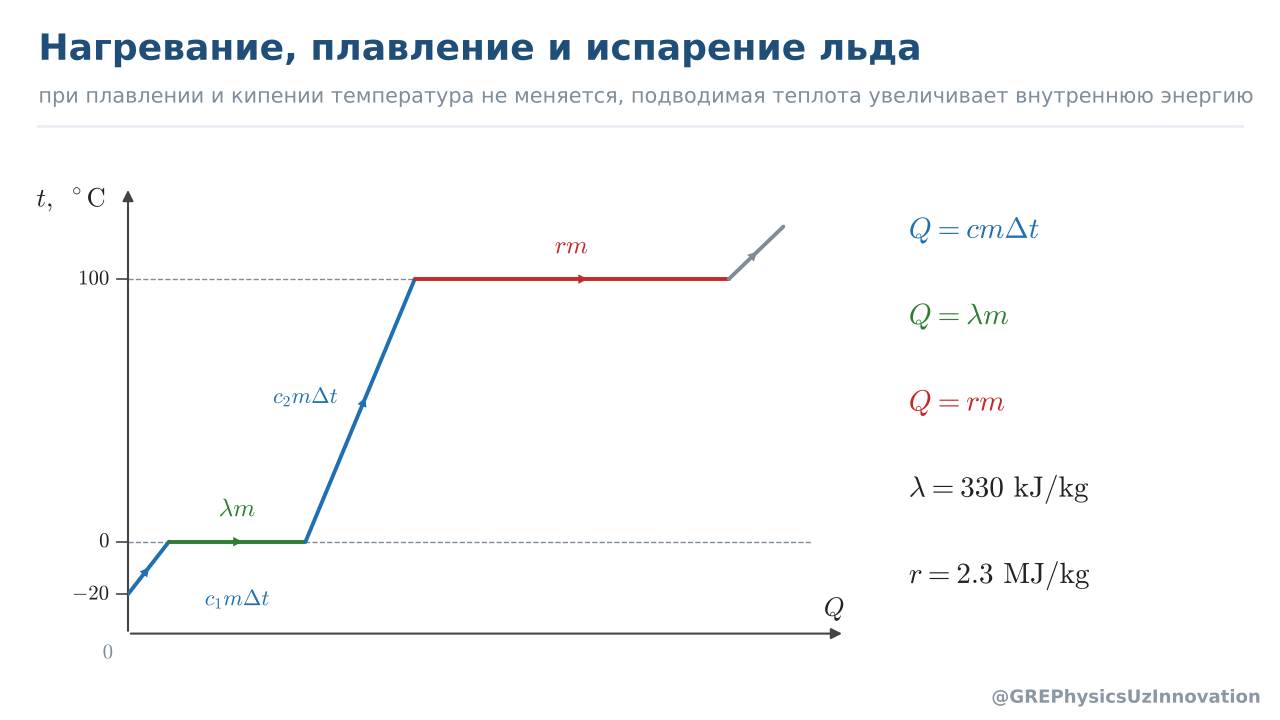 Нагревание, плавление и испарение льда
при плавлении и кипении температура не меняется, подводимая теплота увеличивает внутреннюю энергию
t, °C
rm
100
c₂mΔt
λm
0
−20
c₁mΔt
Q
0
Q = cmΔt
Q = λm
Q = rm
λ = 330 kJ/kg
r = 2.3 MJ/kg
@GREPhysicsUzInnovation